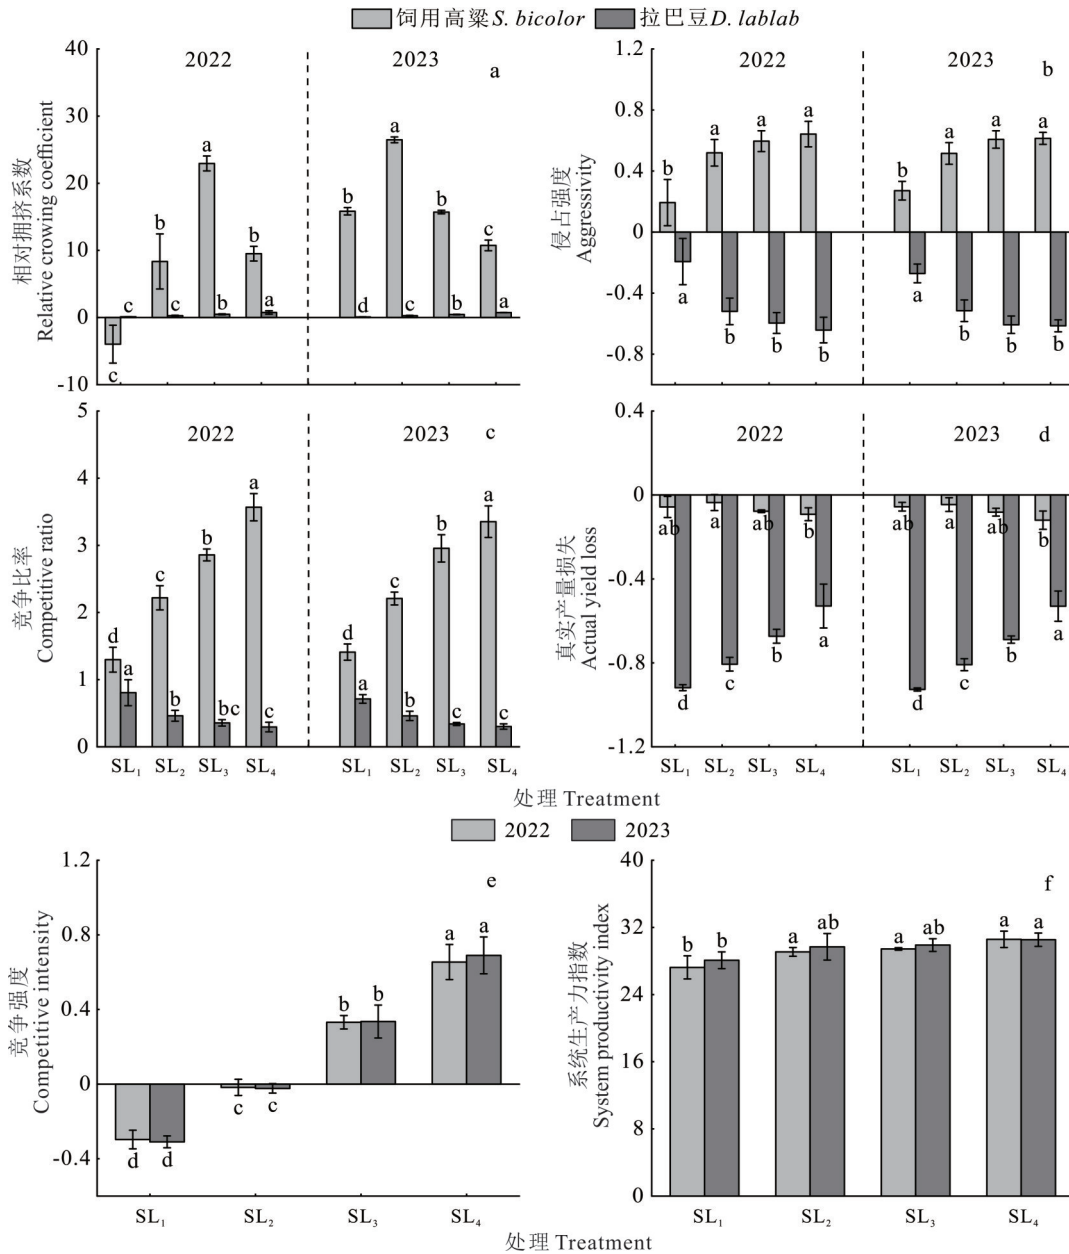 饲用高粱S. bicolor 拉巴豆D. lablab
相对拥挤系数
Relative crowing coefficient
40
30
20
10
0
-10
2022
2023
a
c
c
b
c
a
b
b
a
b
d
a
c
b
b
c
a
侵占强度
Aggressivity
1.2
0.8
0.4
0
-0.4
-0.8
2022
2023
b
b
a
a
b
a
b
a
b
b
a
a
b
a
b
a
b
竞争比率
Competitive ratio
5
4
3
2
1
0
2022
2023
c
d
a
c
b
b
bc
a
c
d
a
c
b
b
c
a
c
SL1 SL2 SL3 SL4 SL1 SL2 SL3 SL4
真实产量损失
Actual yield loss
0.4
0
-0.4
-0.8
-1.2
2022
2023
d
ab
d
a
c
ab
b
b
a
ab
d
a
c
ab
b
b
a
SL1 SL2 SL3 SL4 SL1 SL2 SL3 SL4
处理 Treatment
2022 2023
竞争强度
Competitive intensity
1.2
0.8
0.4
0
-0.4
e
d
d
c
c
b
b
a
a
SL1 SL2 SL3 SL4
系统生产力指数
System productivity index
40
32
24
16
8
0
f
b
b
a
ab
a
ab
a
a
SL1 SL2 SL3 SL4
处理 Treatment